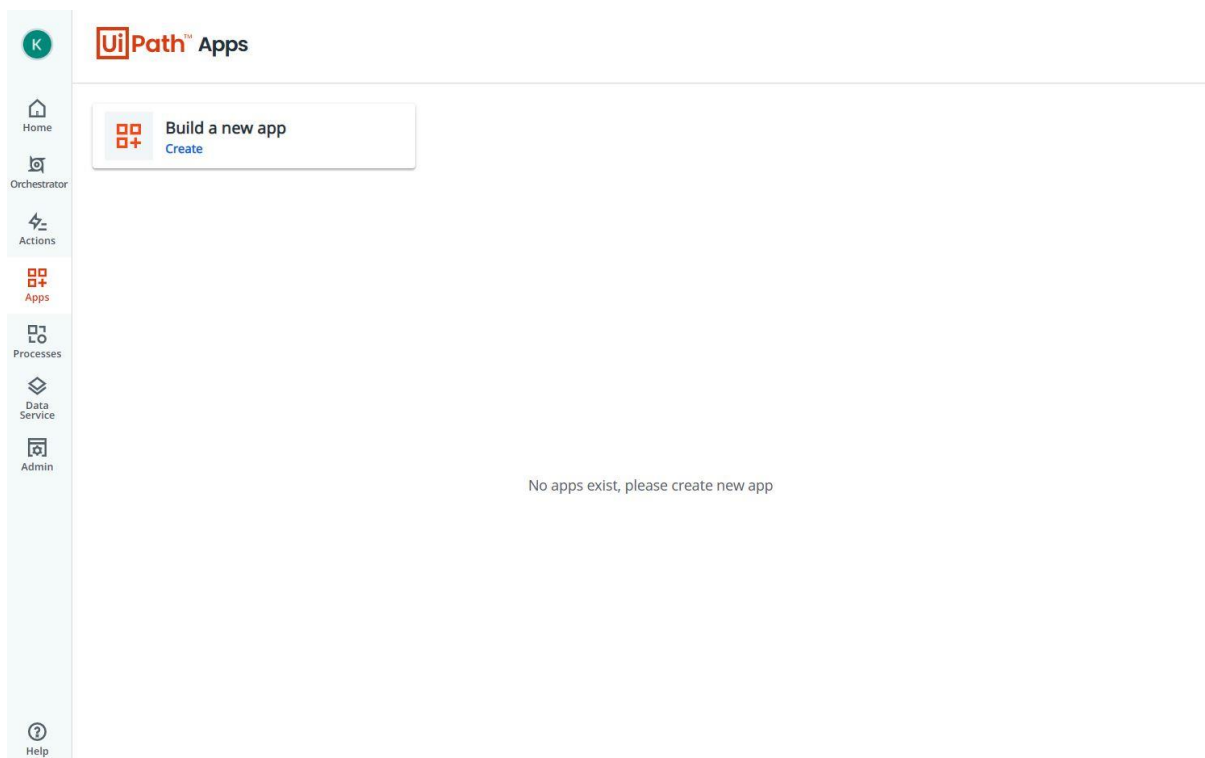 K
UiPath™ Apps
Home
Orchestrator
Actions
Apps
Processes
Data
Service
Admin
Help
Build a new app
Create
No apps exist, please create new app